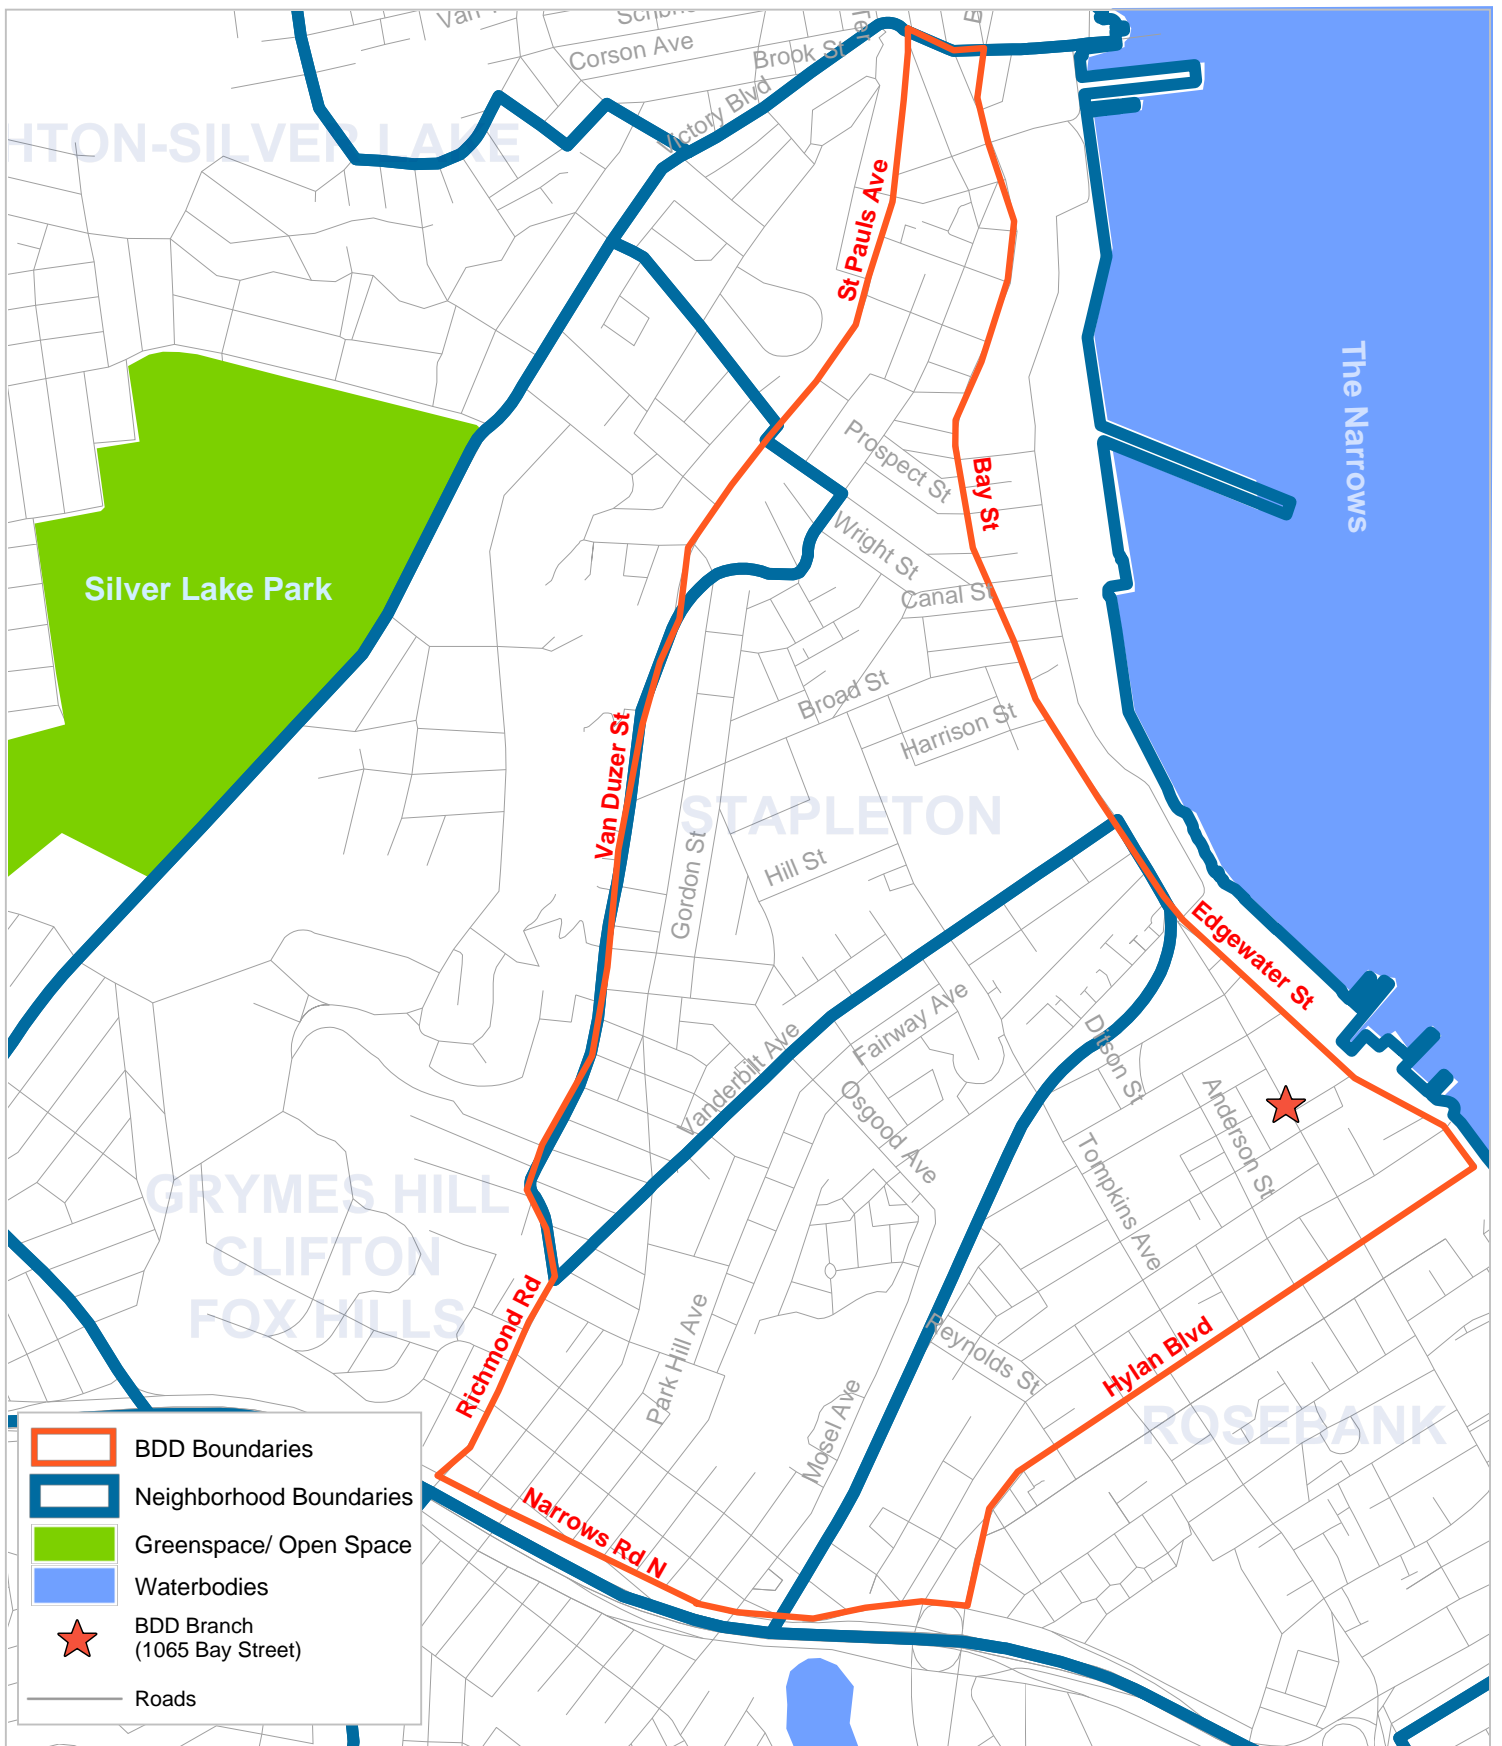 Corson Ave
Brook St
Victory Blvd
HTON-SILVER LAKE
St Pauls Ave
The Narrows
Prospect St
Bay St
Wright St
Silver Lake Park
Canal St
Broad St
Harrison St
Van Duzer St
STAPLETON
Gordon St
Hill St
Edgewater St
Fairway Ave
Ditson St
Vanderbilt Ave
Osgood Ave
Anderson St
Tompkins Ave
GRYMES HILL
CLIFTON
FOX HILLS
Richmond Rd
Park Hill Ave
Reynolds St
Hylan Blvd
Mosel Ave
ROSEBANK
Narrows Rd N
BDD Boundaries
Neighborhood Boundaries
Greenspace/ Open Space
Waterbodies
BDD Branch
(1065 Bay Street)
Roads